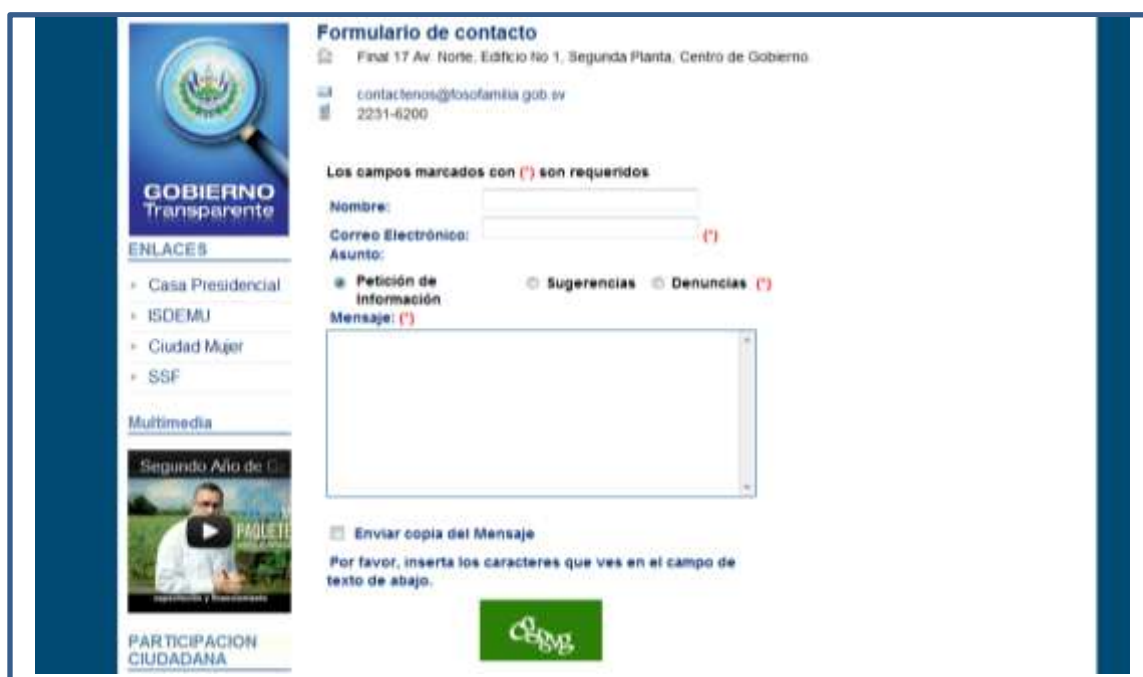 GOBIERNO
Transparente
ENLACES
Casa Presidencial
ISDEMU
Ciudad Mujer
SSF
Multimedia
Segundo Año de
PAQUETE
PARTICIPACION
CIUDADANA
Formulario de contacto
Final 17 Av. Norte, Edificio No 1, Segunda Planta, Centro de Gobierno.
contactenos@fosofamilia.gob.sv
2231-6200
Los campos marcados con (*) son requeridos
Nombre:
Correo Electrónico: (*)
Asunto:
Petición de Información Sugerencias Denuncias (*)
Mensaje: (*)
Enviar copia del Mensaje
Por favor, inserta los caracteres que ves en el campo de
texto de abajo.